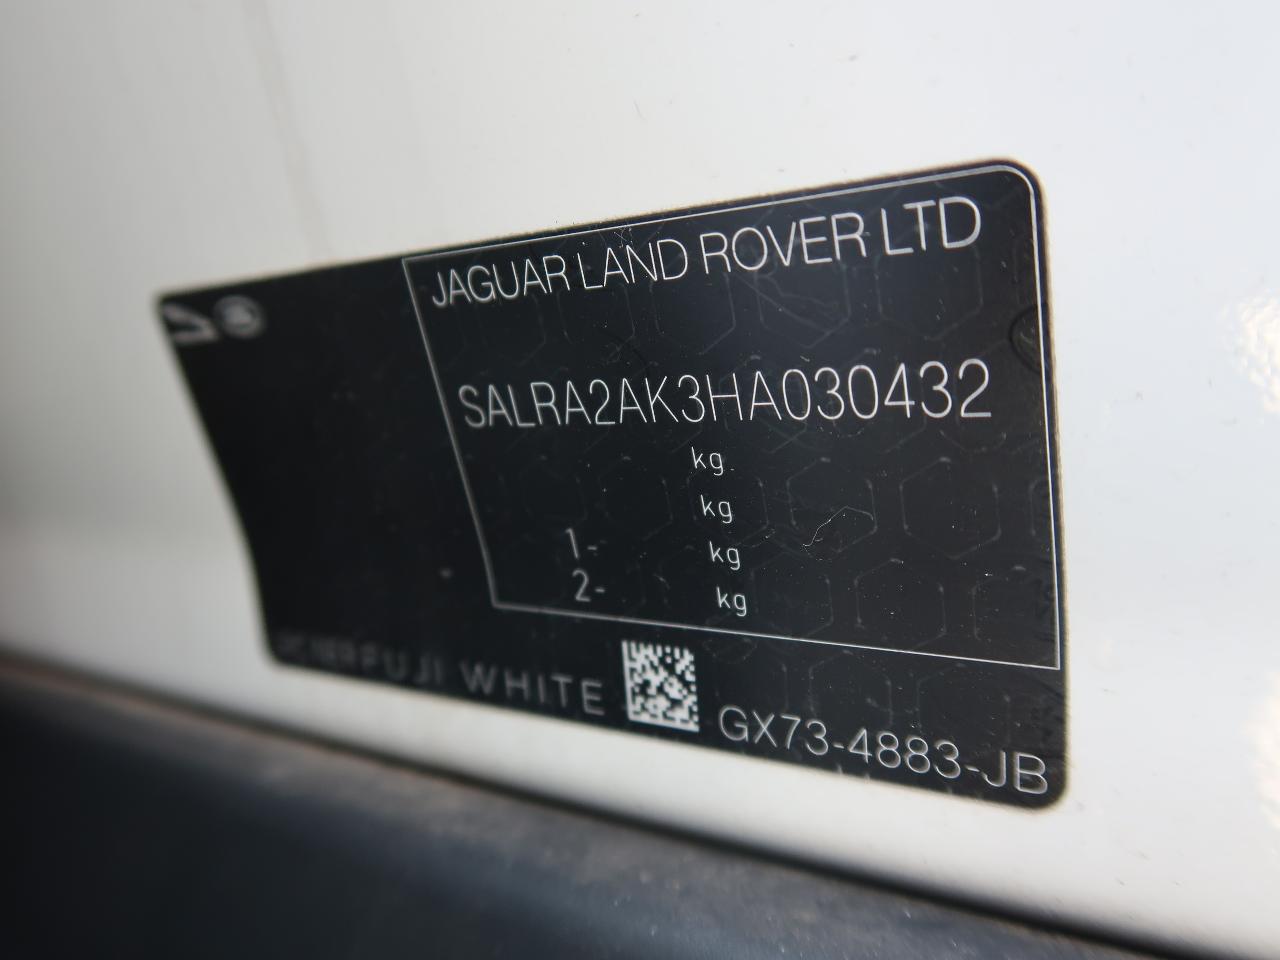 JAGUAR LAND ROVER LTD
SALRA2AK3HA030432
kg
kg
1- kg
2- kg
FUJI WHITE
GX73-4883-JB